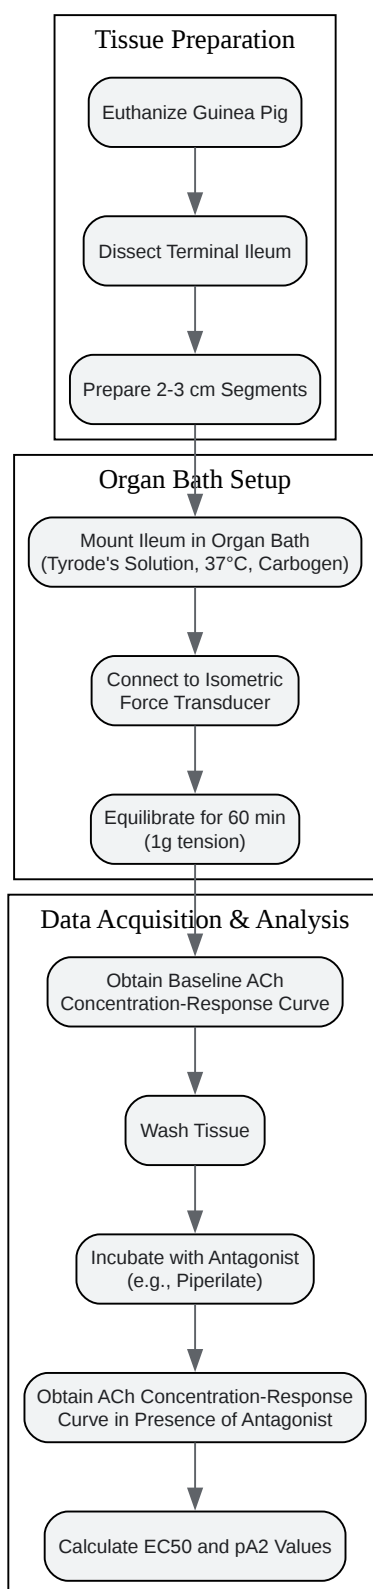 Tissue Preparation
Euthanize Guinea Pig
Dissect Terminal Ileum
Prepare 2-3 cm Segments
Organ Bath Setup
Mount Ileum in Organ Bath
(Tyrode's Solution, 37°C, Carbogen)
Connect to Isometric
Force Transducer
Equilibrate for 60 min
(1g tension)
Data Acquisition & Analysis
Obtain Baseline ACh
Concentration-Response Curve
Wash Tissue
Incubate with Antagonist
(e.g., Piperilate)
Obtain ACh Concentration-Response
Curve in Presence of Antagonist
Calculate EC50 and pA2 Values